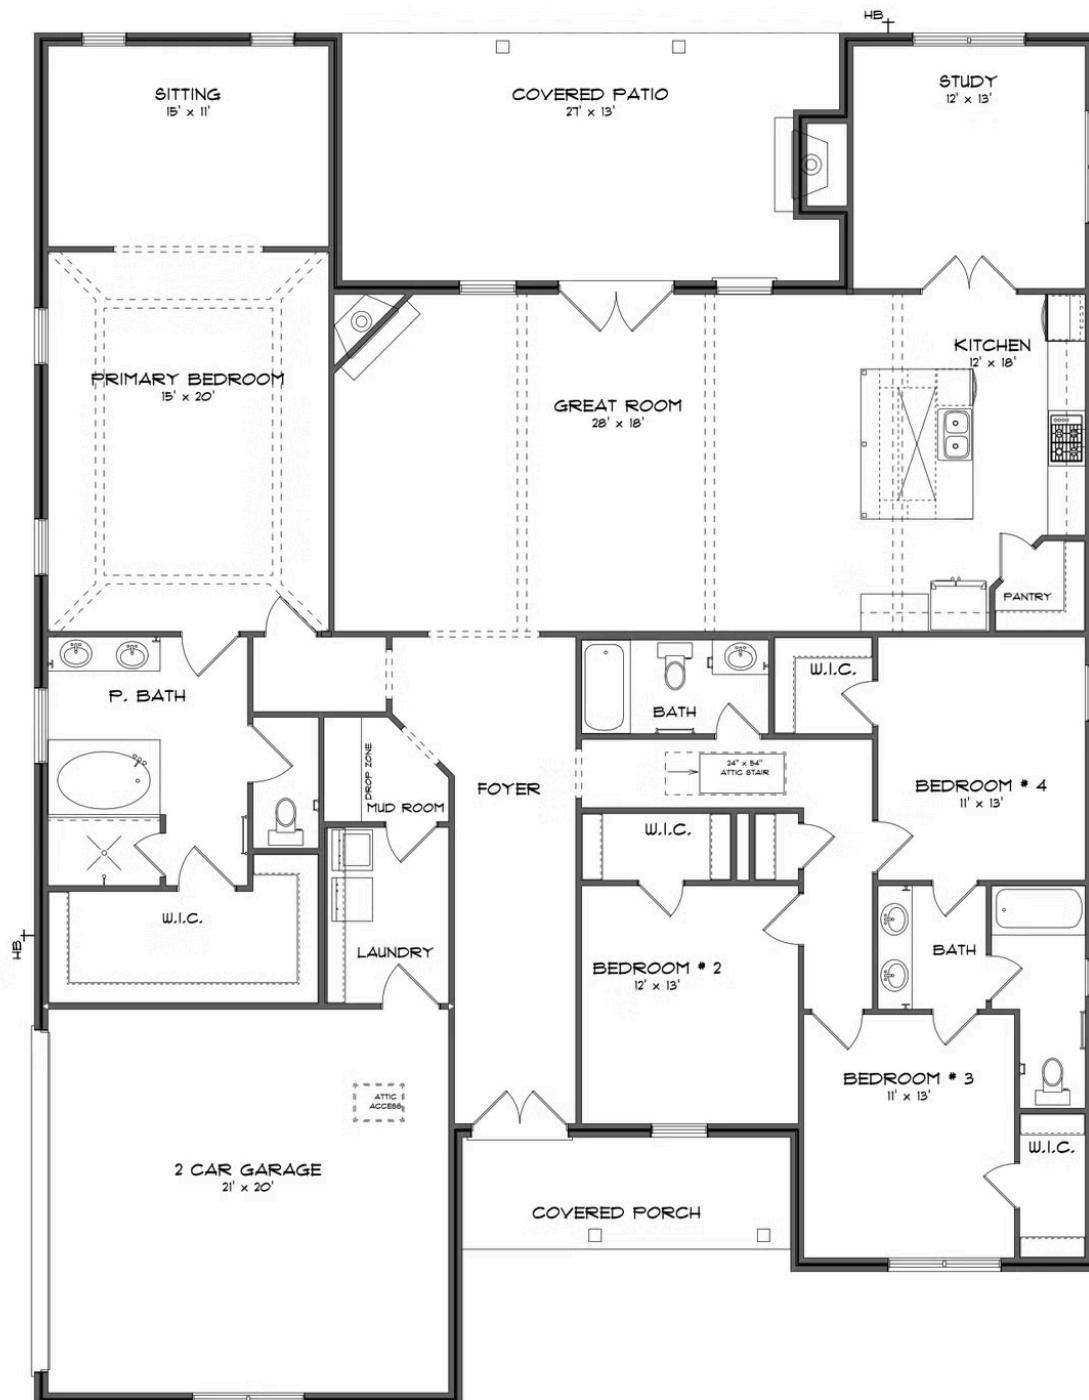 HB
SITTING
15' x 11'
COVERED PATIO
27' x 13'
STUDY
12' x 13'
PRIMARY BEDROOM
15' x 20'
GREAT ROOM
28' x 18'
KITCHEN
12' x 18'
PANTRY
P. BATH
BATH
W.I.C.
DROP ZONE
MUD ROOM
FOYER
24" x 54"
ATTIC STAIR
BEDROOM # 4
11' x 13'
W.I.C.
W.I.C.
HB
LAUNDRY
BEDROOM # 2
12' x 13'
BATH
ATTIC
ACCESS
BEDROOM # 3
11' x 13'
W.I.C.
2 CAR GARAGE
21' x 20'
COVERED PORCH